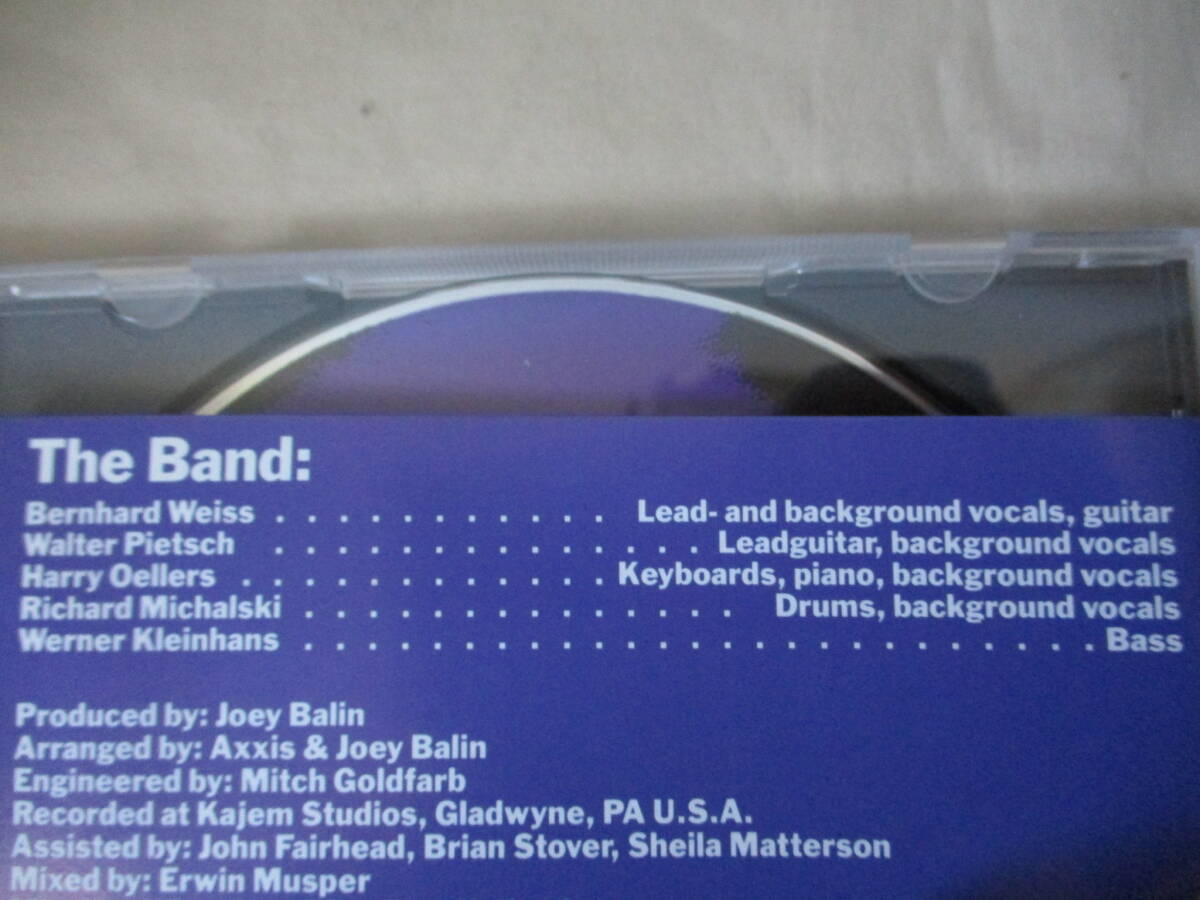 The Band:
Bernhard Weiss . . . . . . . . . . . Lead- and background vocals, guitar
Walter Pietsch . . . . . . . . . . . . . . Leadguitar, background vocals
Harry Oellers . . . . . . . . . . . . Keyboards, piano, background vocals
Richard Michalski . . . . . . . . . . . . . . Drums, background vocals
Werner Kleinhans . . . . . . . . . . . . . . . . . . . . . . . . . Bass
Produced by: Joey Balin
Arranged by: Axxis & Joey Balin
Engineered by: Mitch Goldfarb
Recorded at Kajem Studios, Gladwyne, PA U.S.A.
Assisted by: John Fairhead, Brian Stover, Sheila Matterson
Mixed by: Erwin Musper